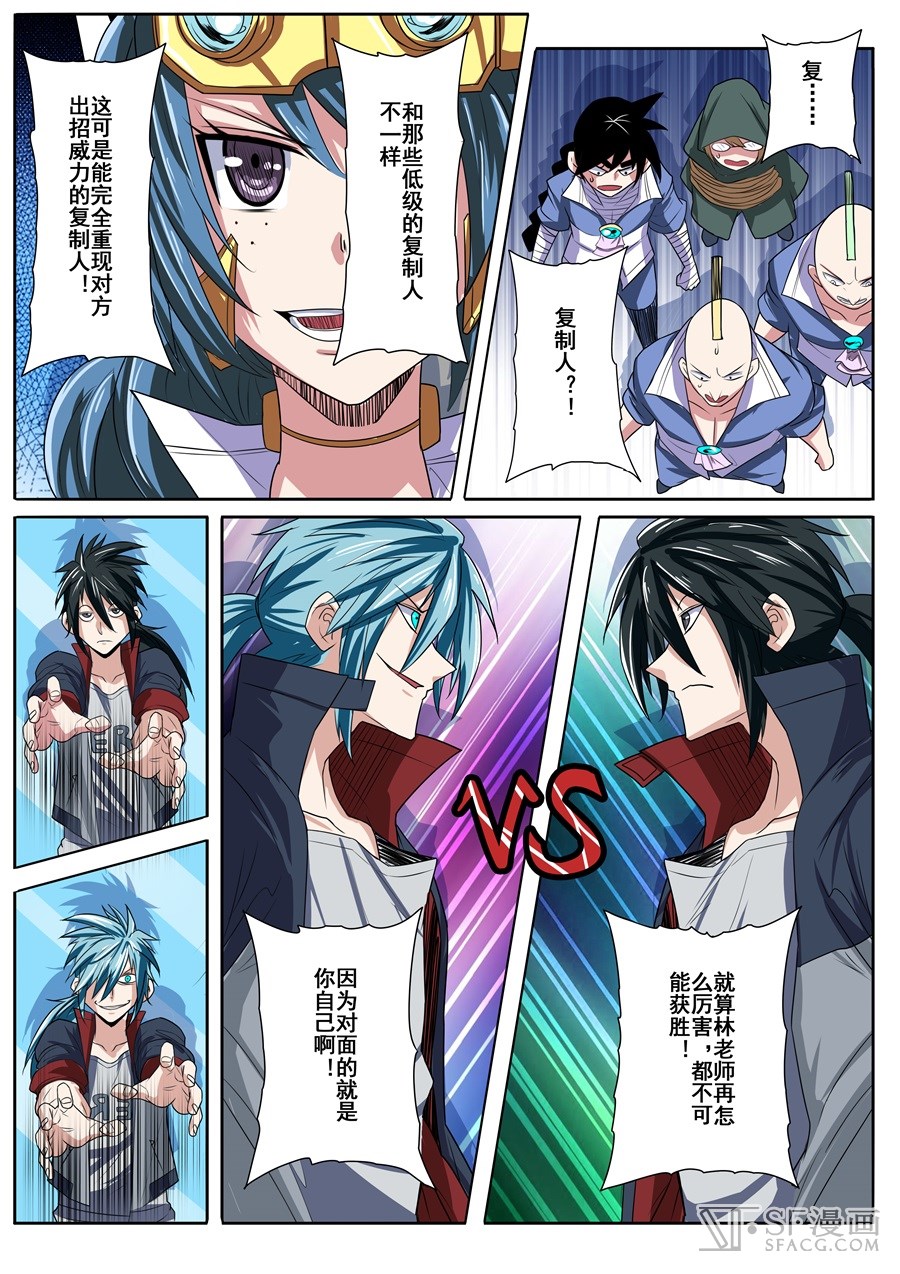 复……
复制人?!
和那些低级的复制人
不一样
这可是能完全重现对方
出招威力的复制人!
ER
VS
就算林老师再怎
么厉害,都不可
能获胜!
因为对面的就是
你自己啊!
SF漫画
SFACG.COM